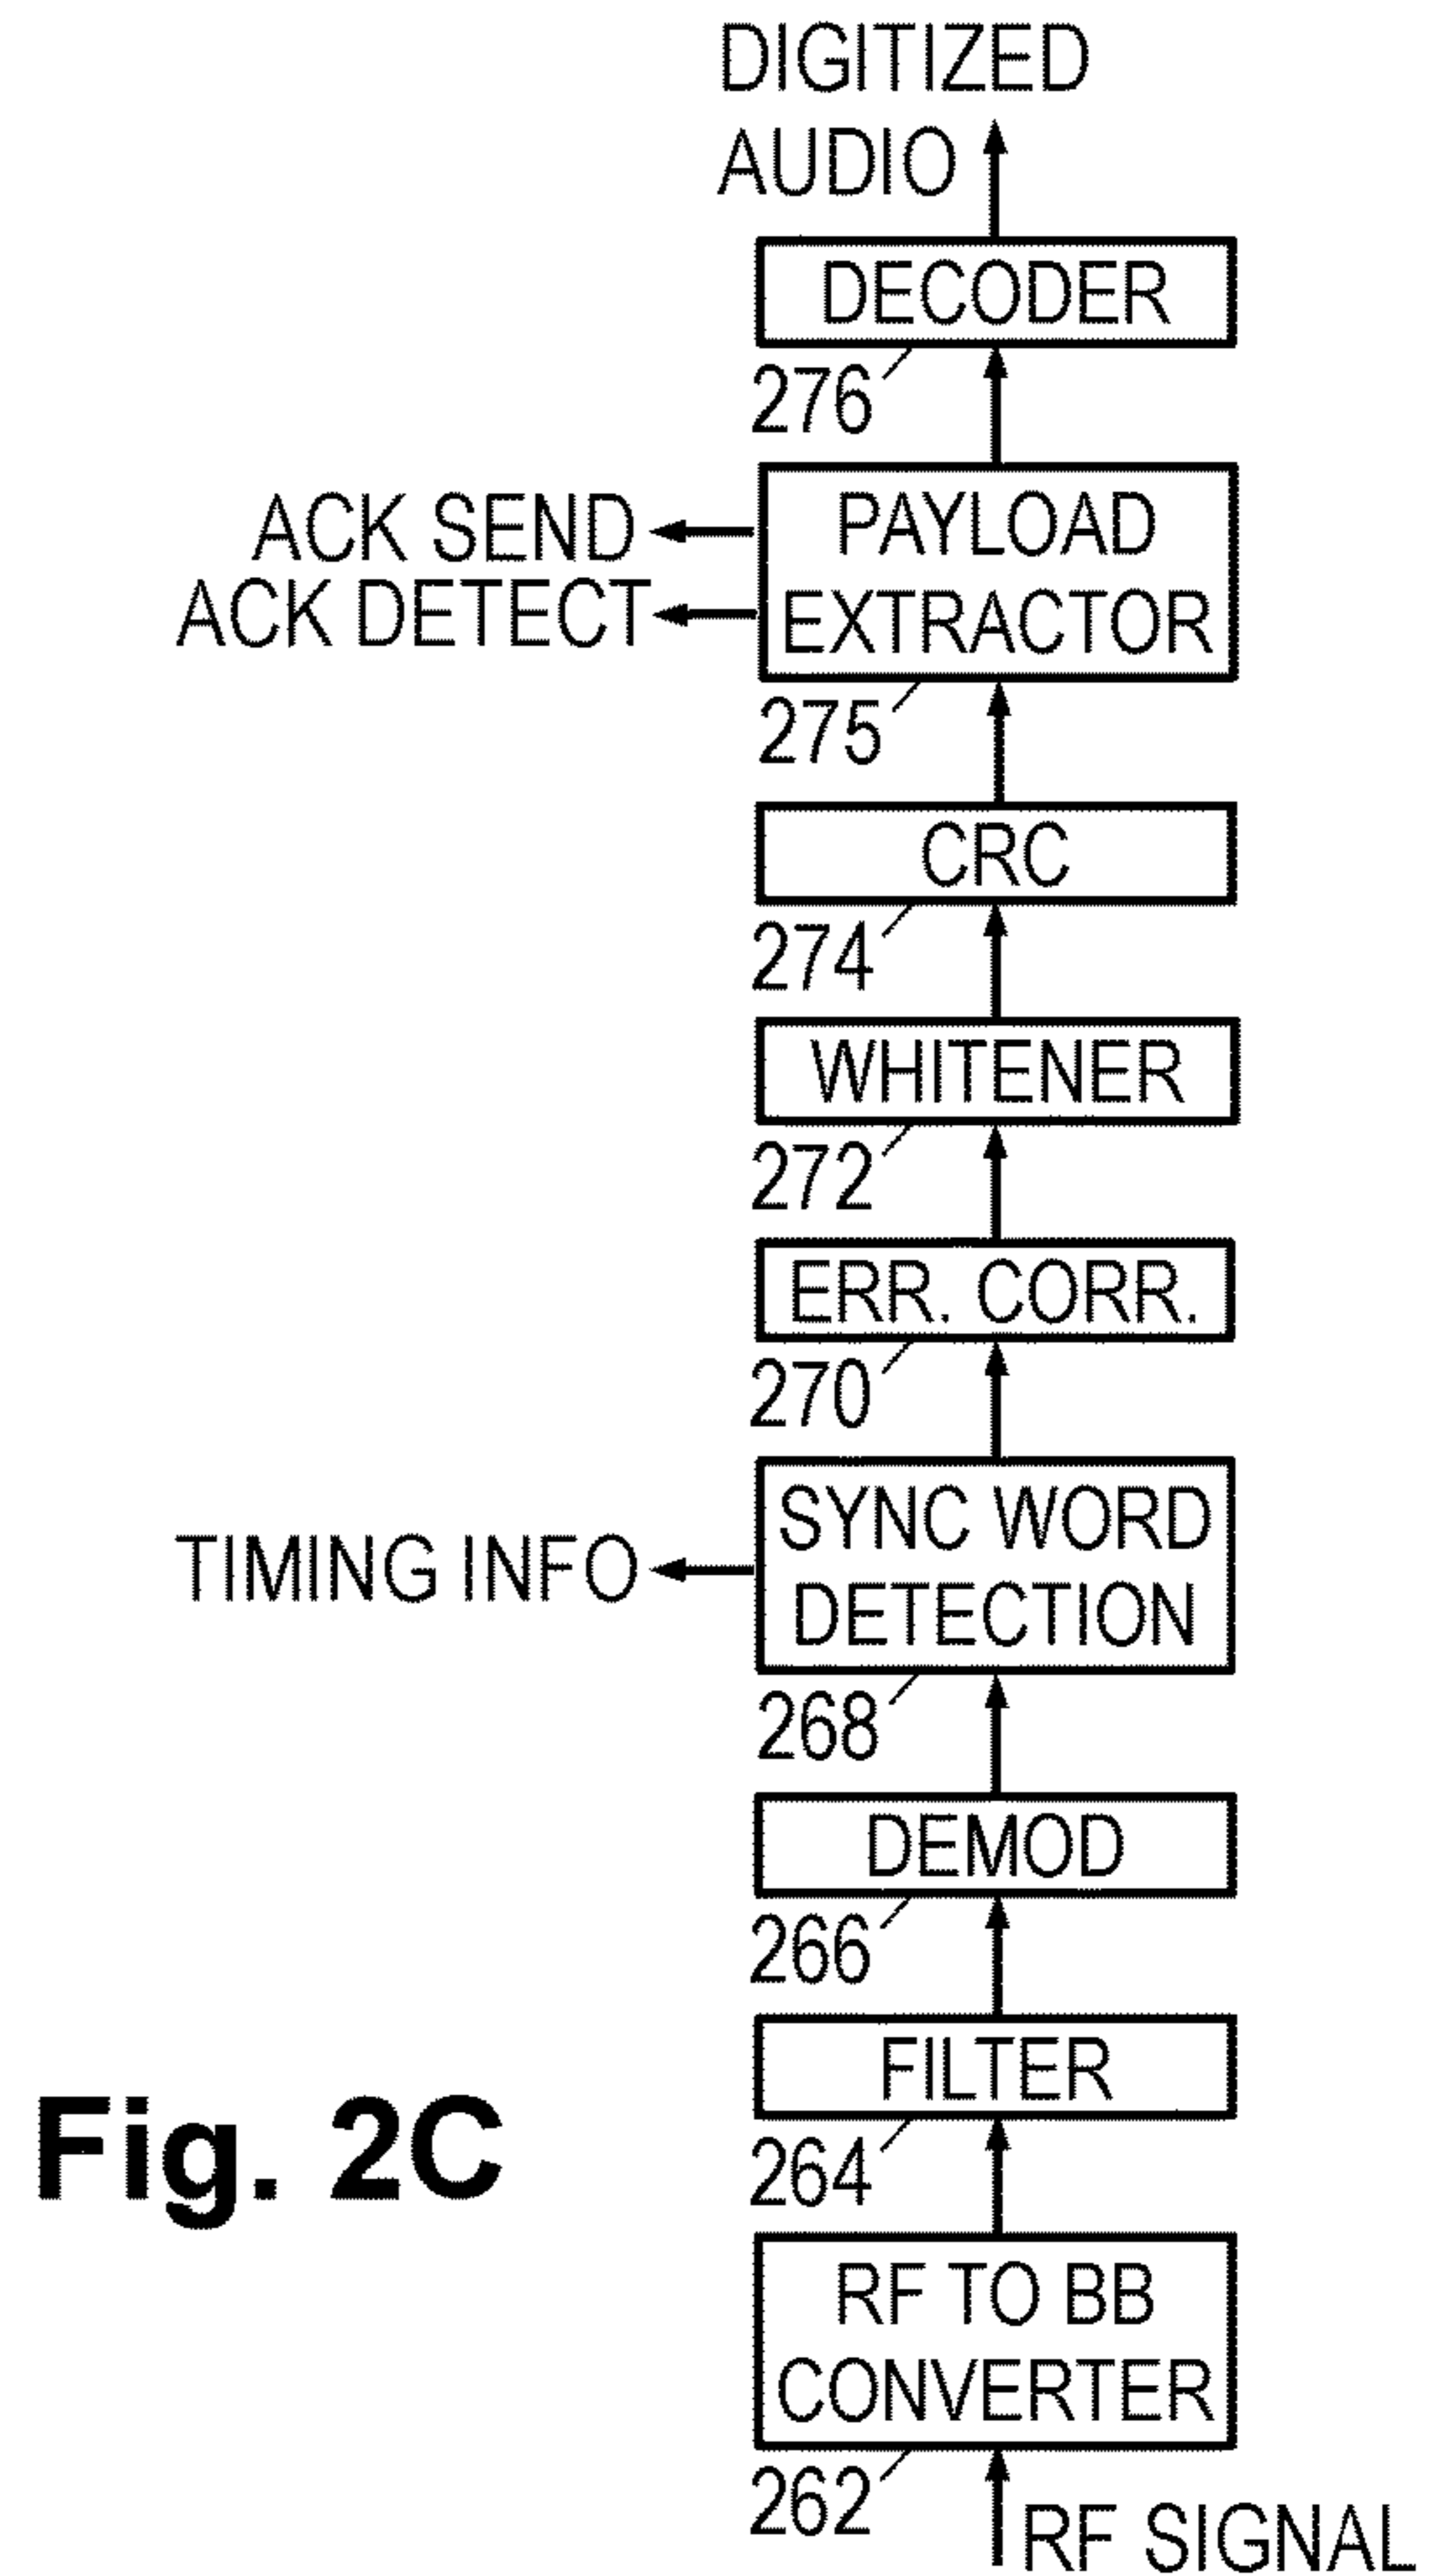 DIGITIZED
AUDIO
DECODER
276
ACK SEND
ACK DETECT
PAYLOAD
EXTRACTOR
275
CRC
274
WHITENER
272
ERR. CORR.
270
TIMING INFO
SYNC WORD
DETECTION
268
DEMOD
266
FILTER
264
Fig. 2C
RF TO BB
CONVERTER
262
RF SIGNAL